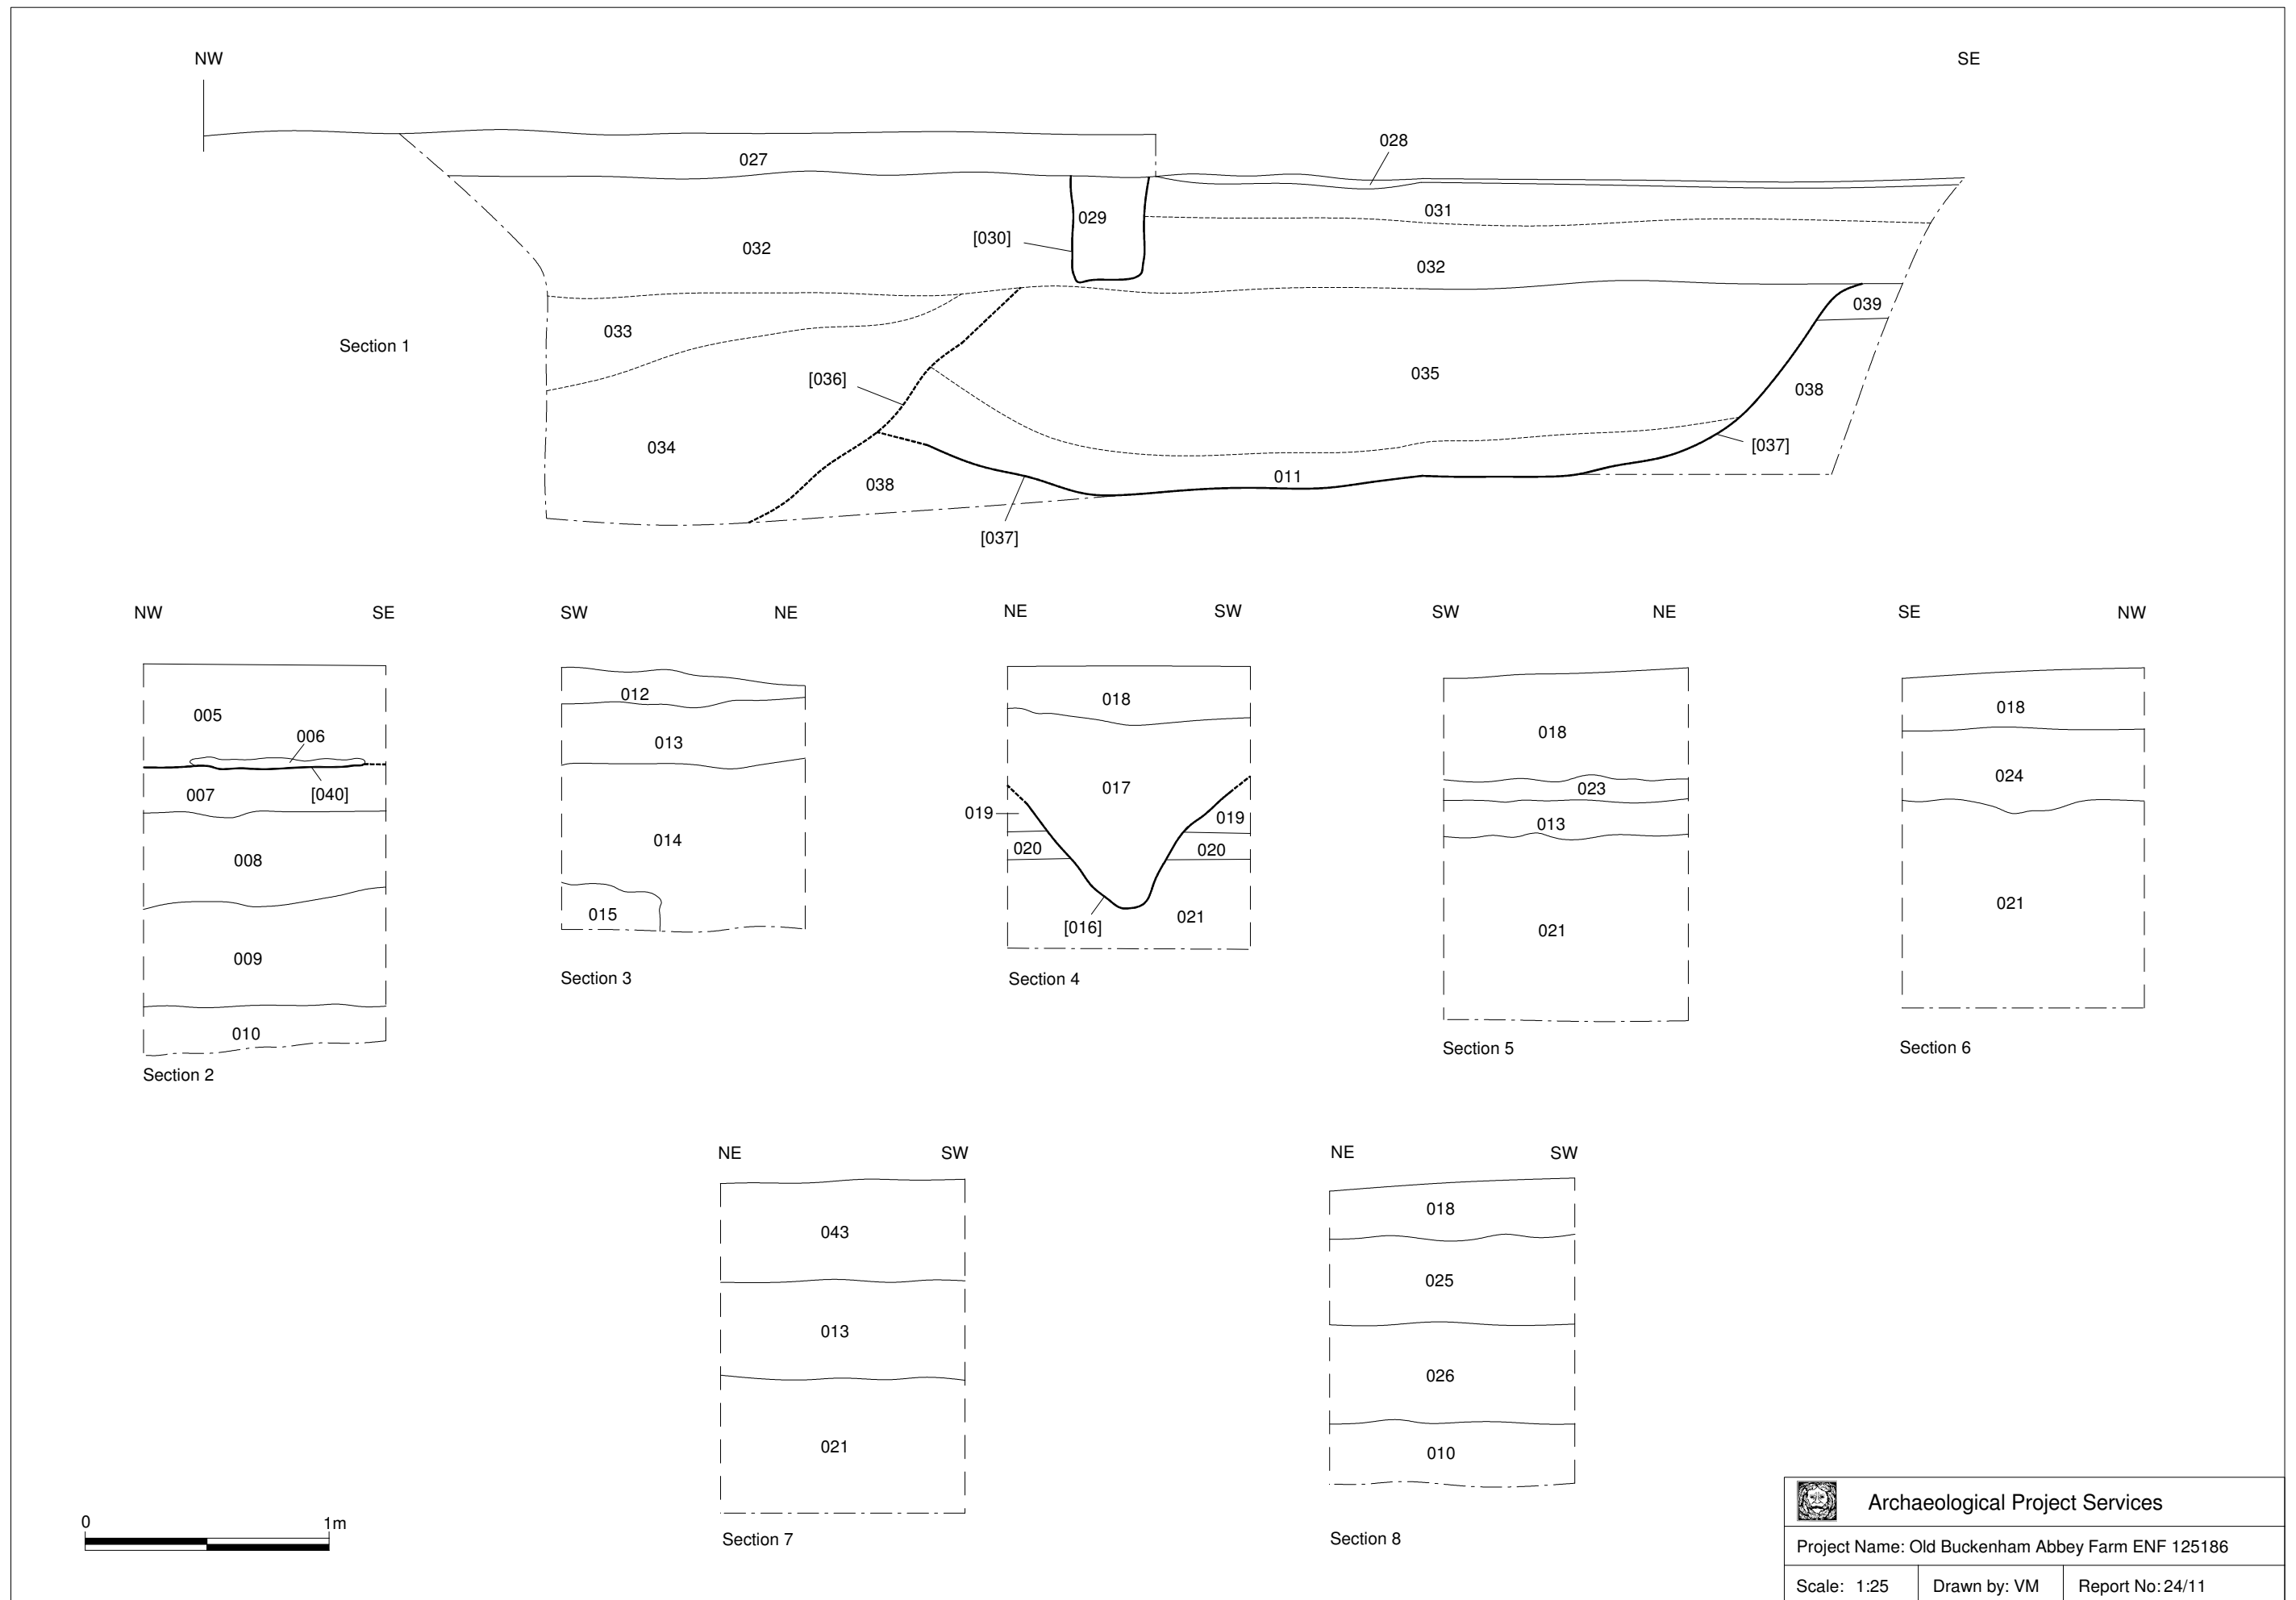 NW SE
028
027
031
029
[030]
032
032
039
033
Section 1
035
[036]
038
034
[037]
011
038
[037]
NW SE
005
006
007 [040]
008
009
010
Section 2
SW NE
012
013
014
015
Section 3
NE SW
018
017
019 019
020 020
021
[016]
Section 4
SW NE
018
023
013
021
Section 5
SE NW
018
024
021
Section 6
NE SW
043
013
021
Section 7
NE SW
018
025
026
010
Section 8
0 1m
Archaeological Project Services
Project Name: Old Buckenham Abbey Farm ENF 125186
Scale: 1:25 Drawn by: VM Report No: 24/11